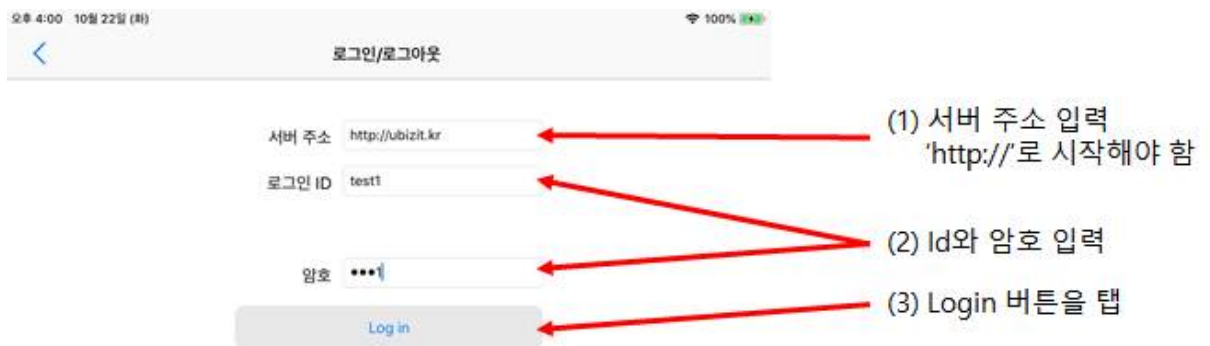 오후 4:00 10월 22일 (화) 100%
로그인/로그아웃
서버 주소 http://ubizit.kr
로그인 ID test1
암호 •••1
Log in
(1) 서버 주소 입력
'http://'로 시작해야 함
(2) Id와 암호 입력
(3) Login 버튼을 탭